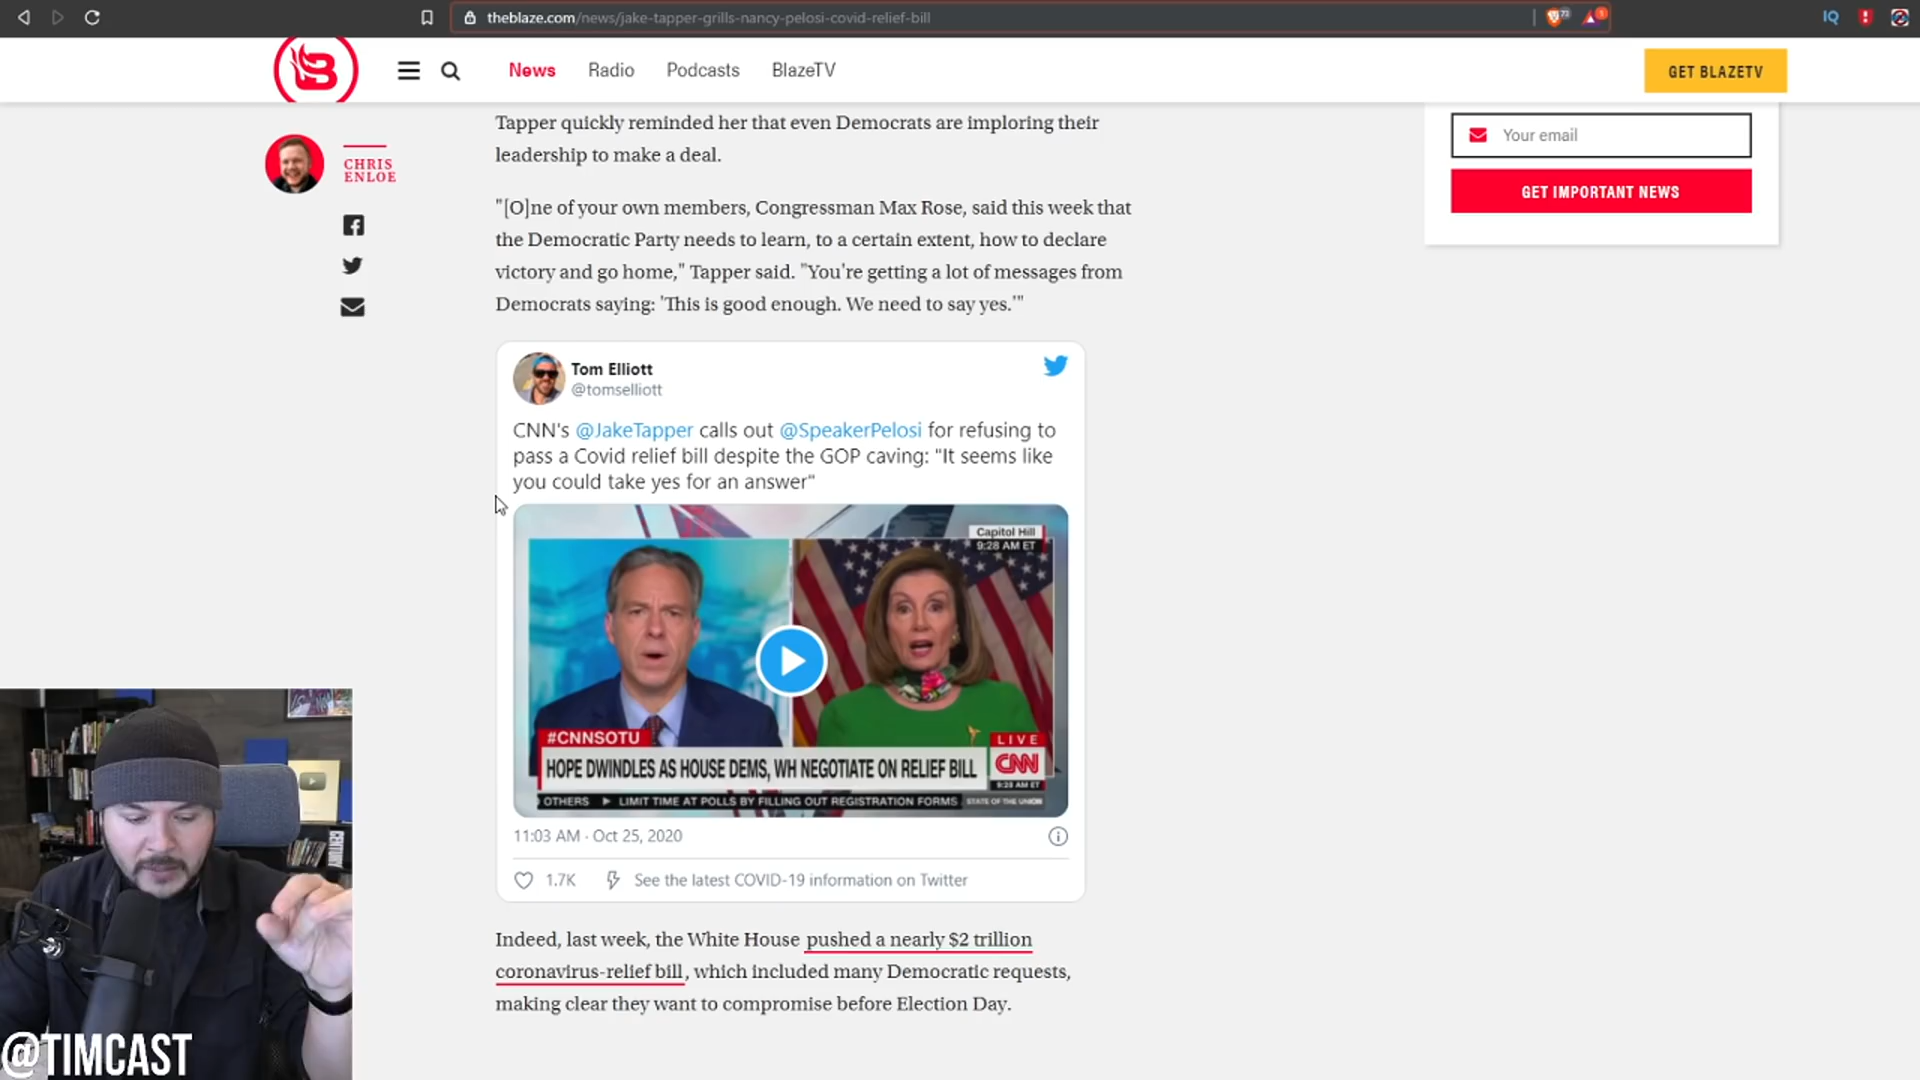 theblaze.com/news/jake-tapper-grills-nancy-pelosi-covid-relief-bill
IQ
News
Radio
Podcasts
BlazeTV
GET BLAZETV
Tapper quickly reminded her that even Democrats are imploring their
leadership to make a deal.
CHRIS
ENLOE
Your email
GET IMPORTANT NEWS
"[O]ne of your own members, Congressman Max Rose, said this week that
the Democratic Party needs to learn, to a certain extent, how to declare
victory and go home," Tapper said. "You're getting a lot of messages from
Democrats saying: 'This is good enough. We need to say yes.'"
Tom Elliott
@tomselliott
CNN's @JakeTapper calls out @SpeakerPelosi for refusing to
pass a Covid relief bill despite the GOP caving: "It seems like
you could take yes for an answer"
Capitol Hill
9:28 AM ET
#CNNSOTU
LIVE
HOPE DWINDLES AS HOUSE DEMS, WH NEGOTIATE ON RELIEF BILL
CNN
9:28 AM ET
OTHERS ▶ LIMIT TIME AT POLLS BY FILLING OUT REGISTRATION FORMS
STATE OF THE UNION
11:03 AM · Oct 25, 2020
1.7K
See the latest COVID-19 information on Twitter
Indeed, last week, the White House pushed a nearly $2 trillion
coronavirus-relief bill, which included many Democratic requests,
making clear they want to compromise before Election Day.
@TIMCAST